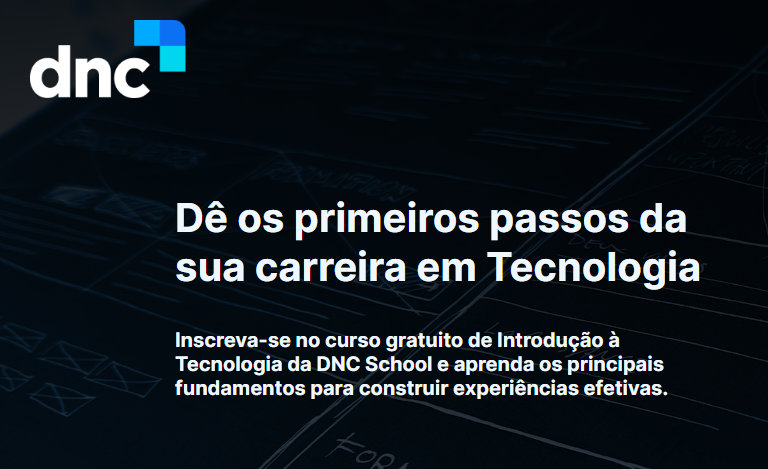 dnc
Dê os primeiros passos da
sua carreira em Tecnologia
Inscreva-se no curso gratuito de Introdução à
Tecnologia da DNC School e aprenda os principais
fundamentos para construir experiências efetivas.